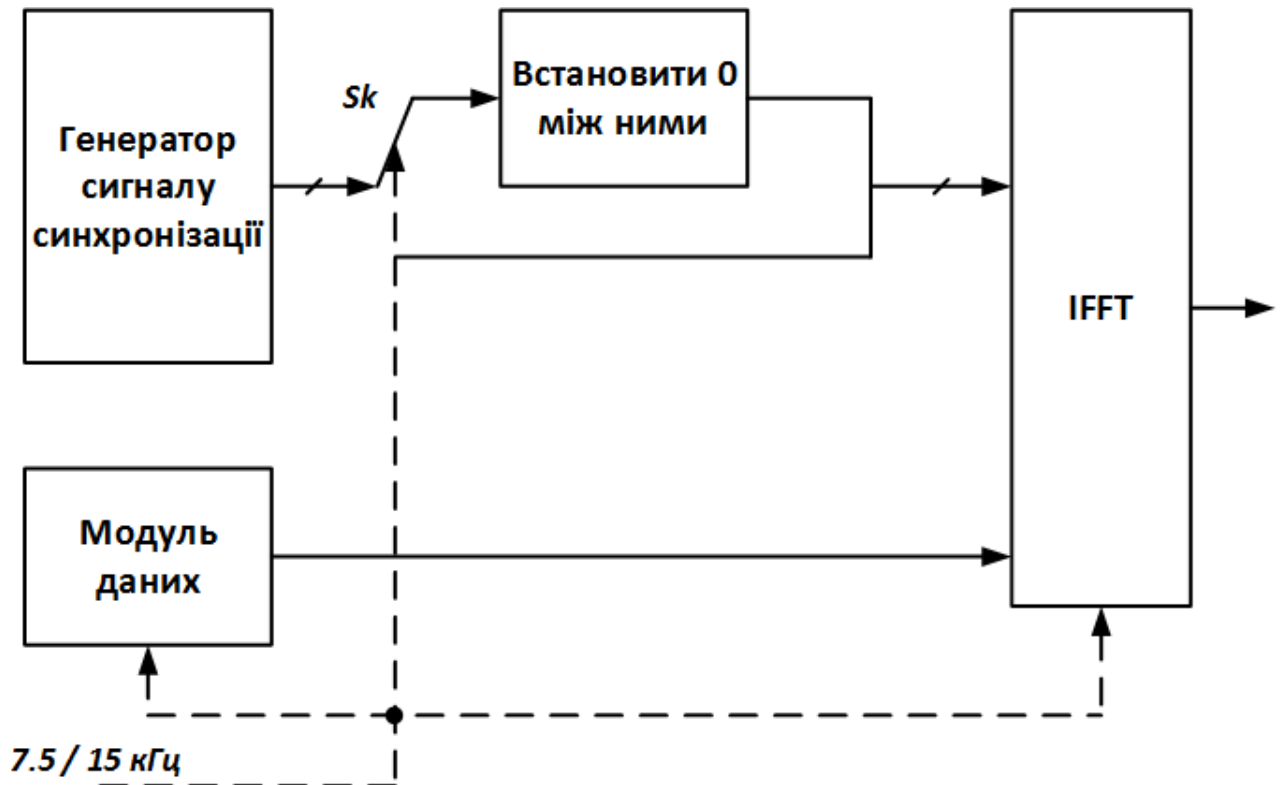 Sk
Встановити 0
між ними
Генератор
сигналу
синхронізації
IFFT
Модуль
даних
7.5 / 15 кГц